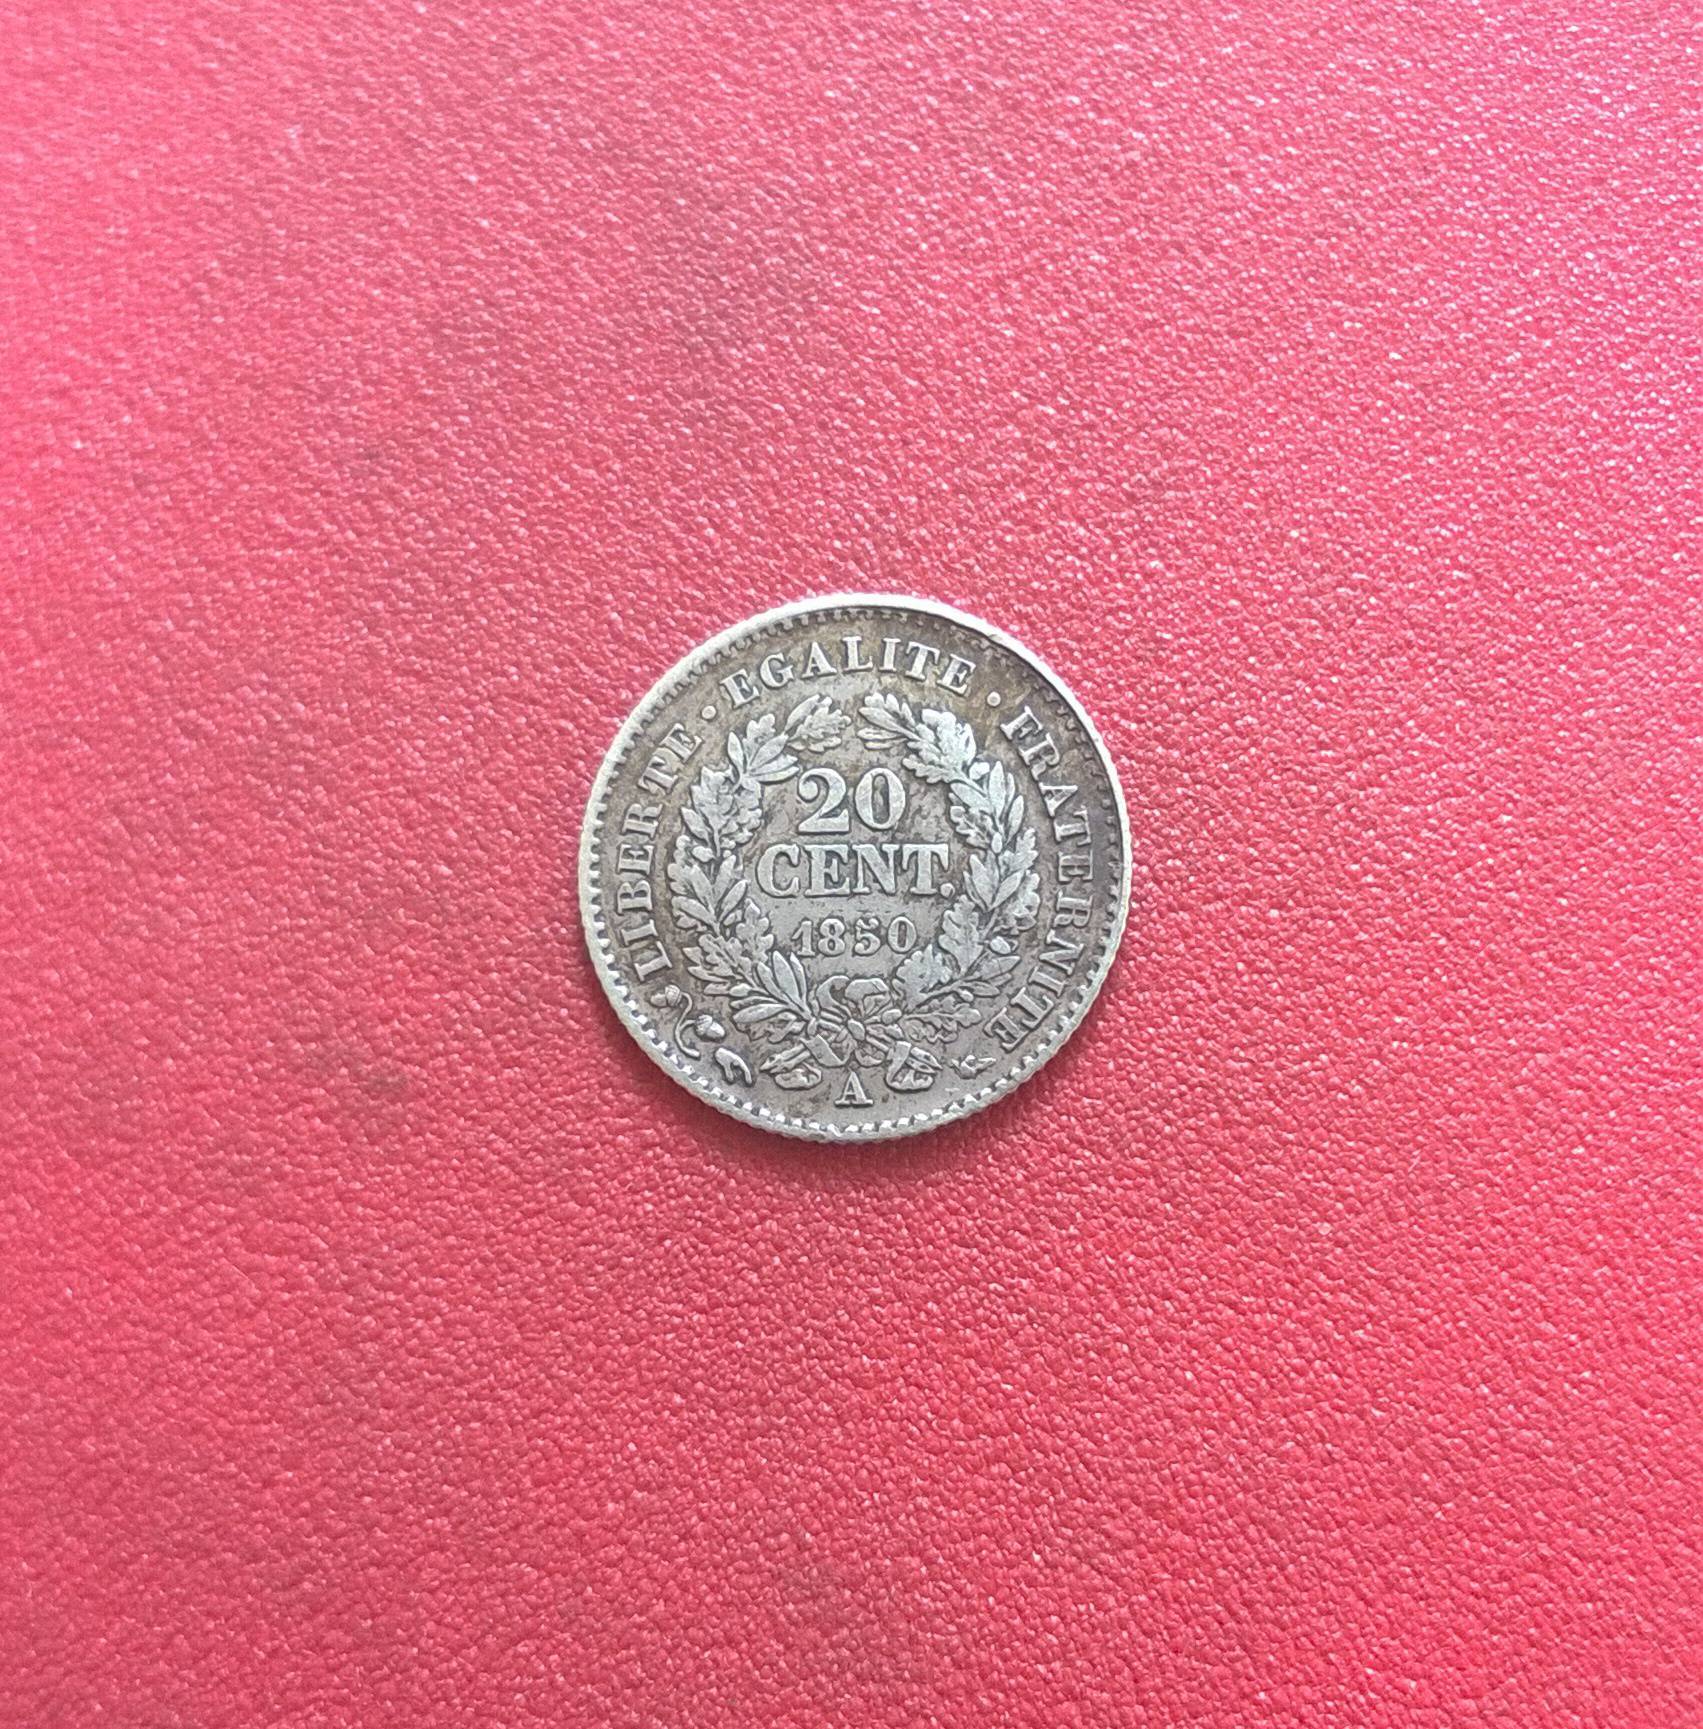 LIBERTE · EGALITE · FRATERNITE
20
CENT.
1850
A